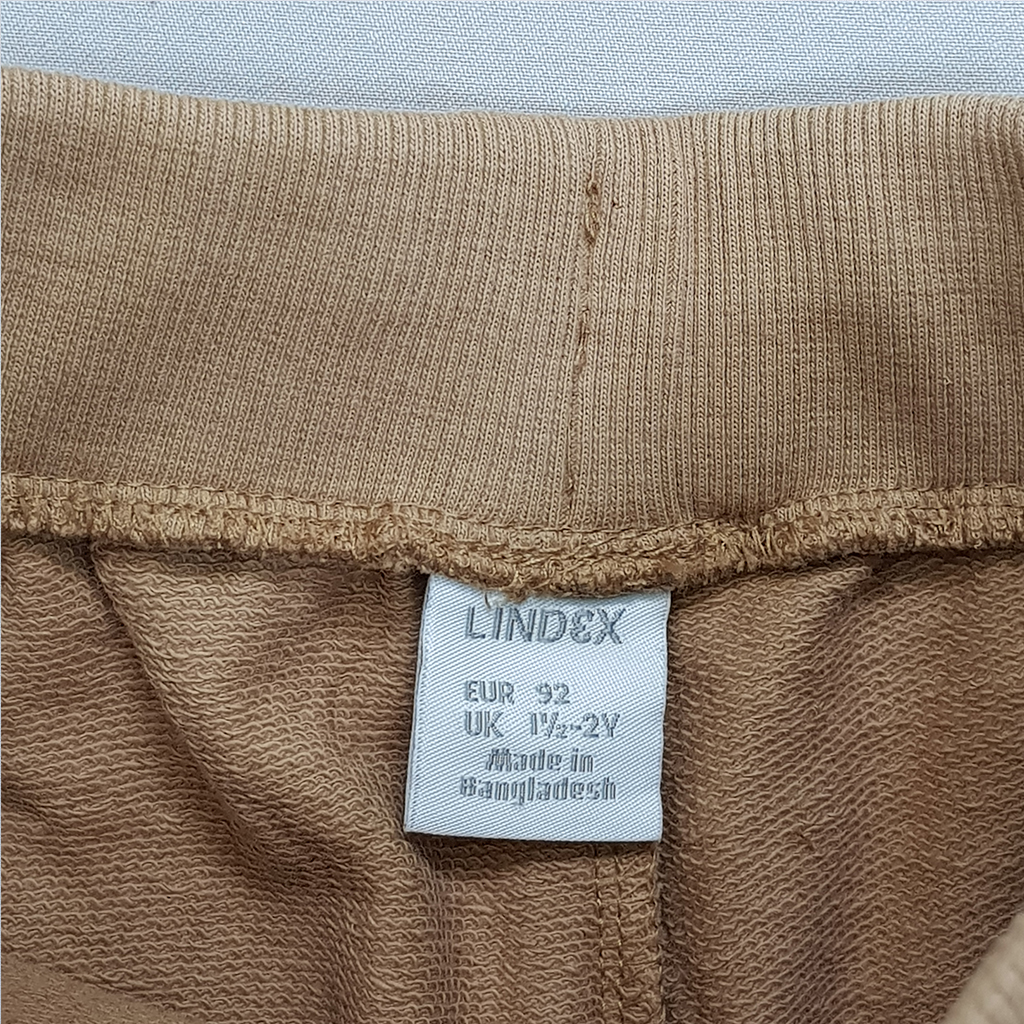 LINDEX
EUR 92
UK 1½-2Y
Made in
Bangladesh